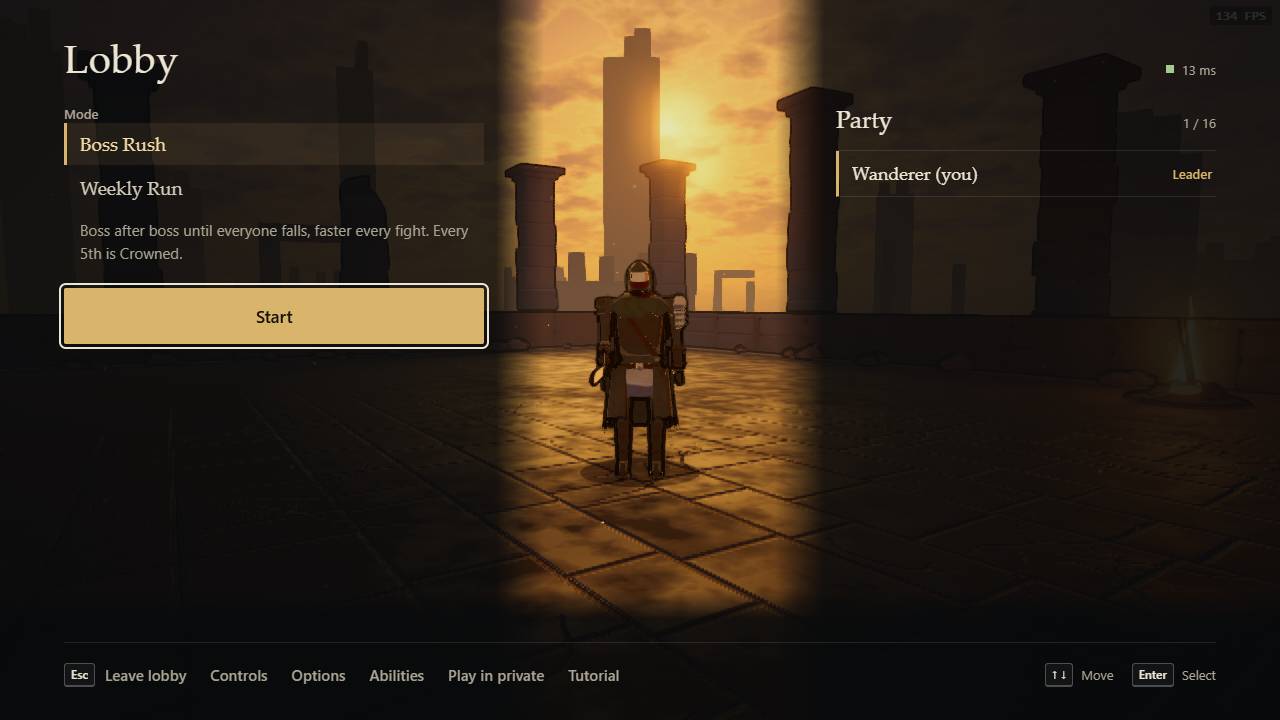 134 FPS
Lobby
13 ms
Mode
Boss Rush
Weekly Run
Boss after boss until everyone falls, faster every fight. Every
5th is Crowned.
Start
Party
1 / 16
Wanderer (you)
Leader
Esc Leave lobby Controls Options Abilities Play in private Tutorial
↑↓ Move Enter Select